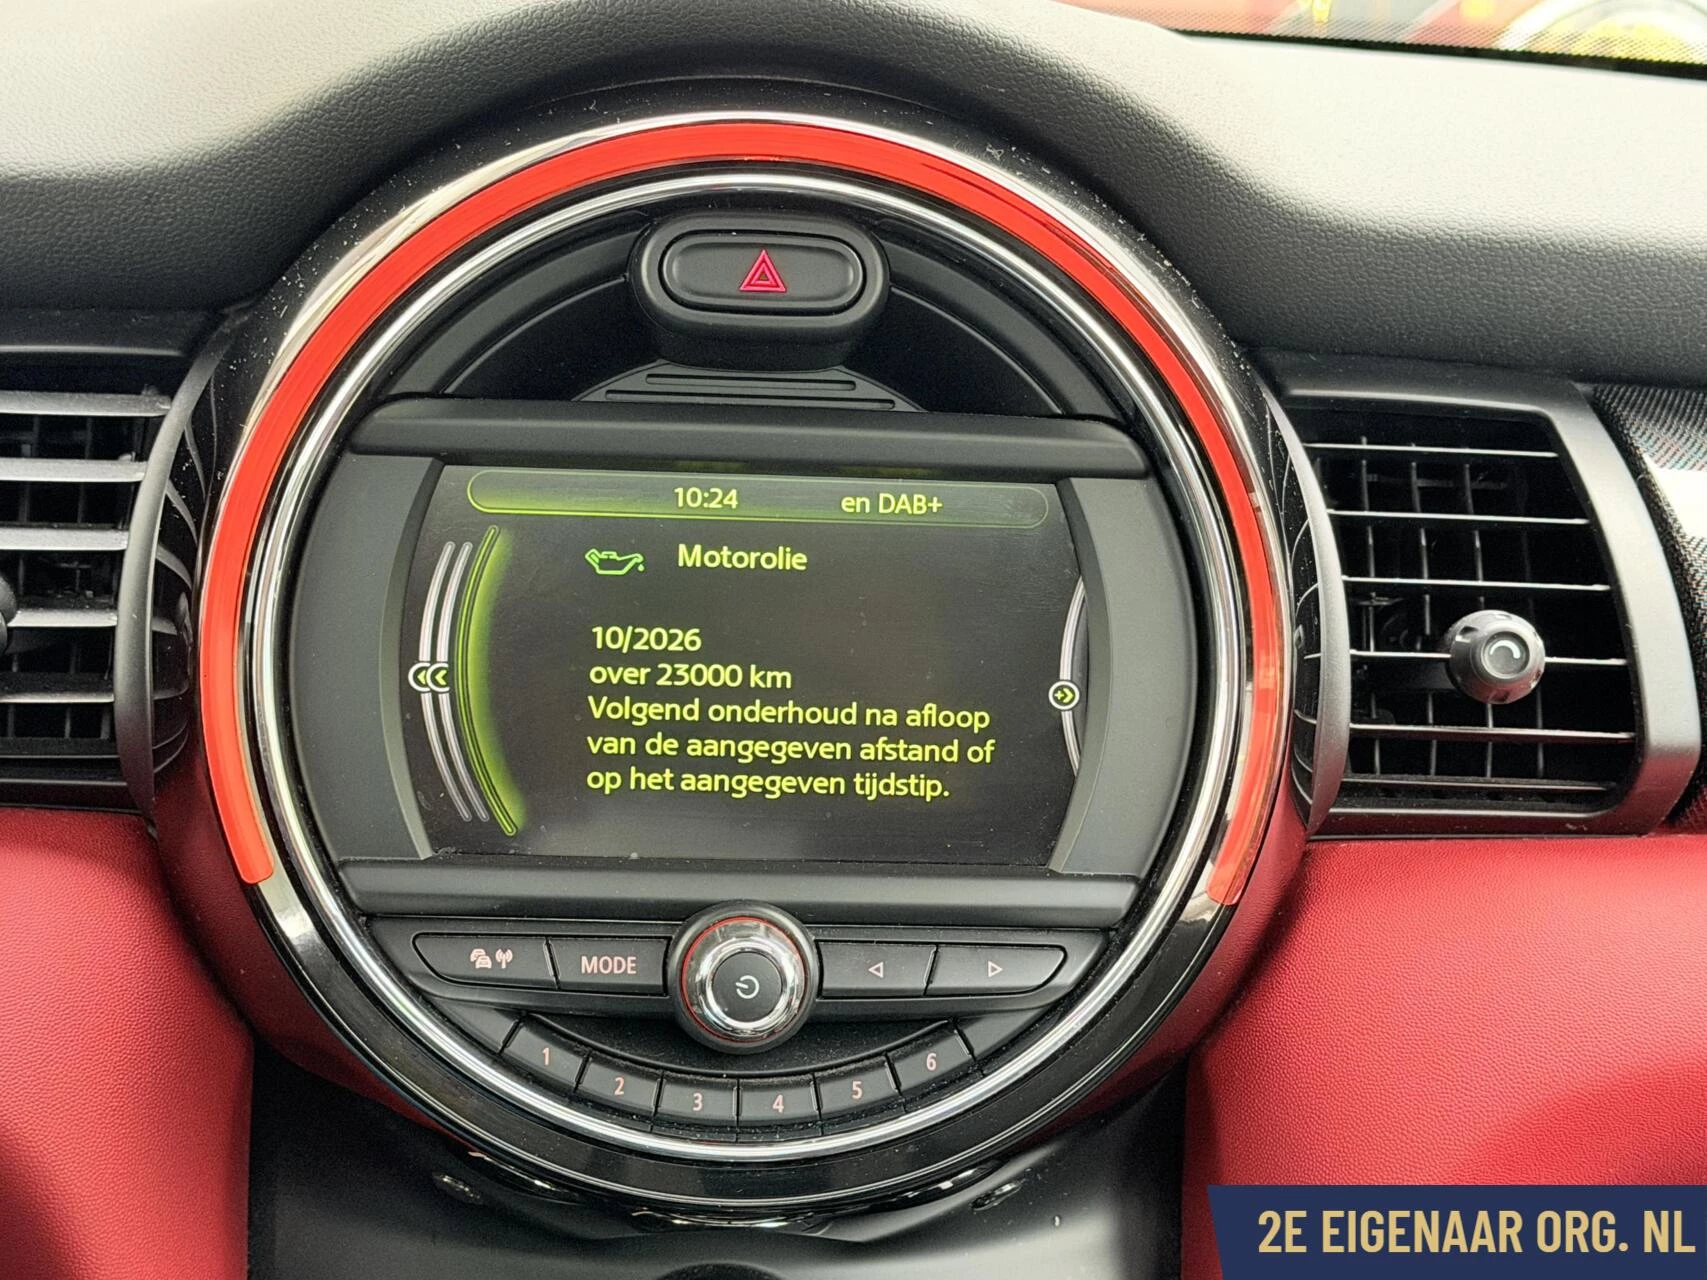 10:24 en DAB+
Motorolie
10/2026
over 23000 km
Volgend onderhoud na afloop
van de aangegeven afstand of
op het aangegeven tijdstip.
MODE
1 2 3 4 5 6
2E EIGENAAR ORG. NL